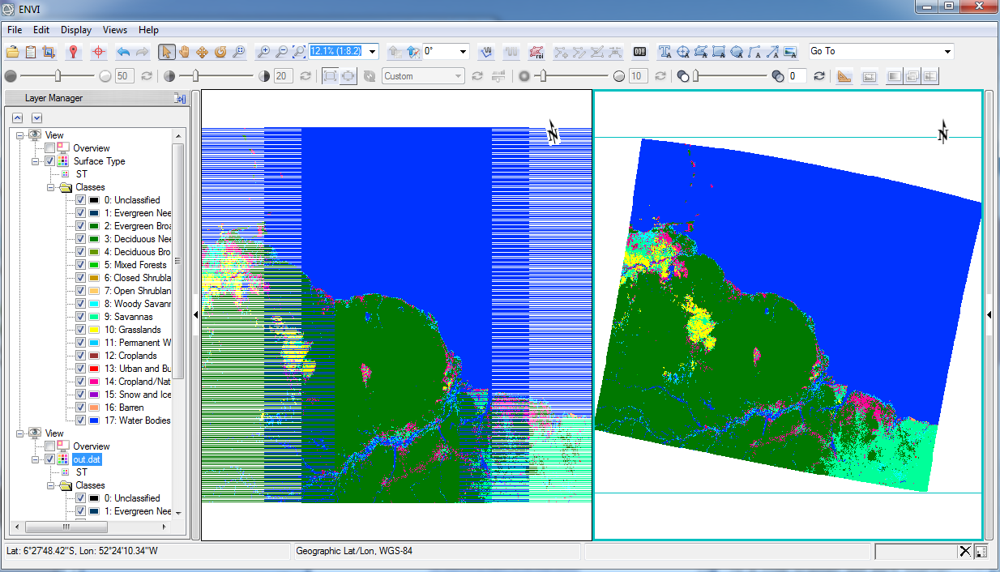 ENVI
File Edit Display Views Help
12.1% (1:8.2) 0° roi Go To
50 20 Custom 10 0
Layer Manager
View
Overview
Surface Type
ST
Classes
0: Unclassified
1: Evergreen Nee
2: Evergreen Broa
3: Deciduous Nee
4: Deciduous Bro
5: Mixed Forests
6: Closed Shrubla
7: Open Shrublan
8: Woody Savann
9: Savannas
10: Grasslands
11: Permanent W
12: Croplands
13: Urban and Bu
14: Cropland/Nat
15: Snow and Ice
16: Barren
17: Water Bodies
View
Overview
out.dat
ST
Classes
0: Unclassified
1: Evergreen Nee
N
N
Lat: 6°27'48.42"S, Lon: 52°24'10.34"W
Geographic Lat/Lon, WGS-84